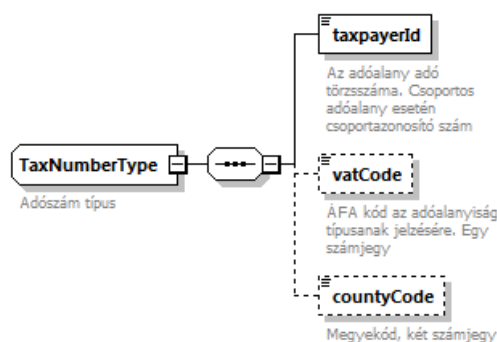 taxpayerId
Az adóalany adó
törzsszáma. Csoportos
adóalany esetén
csoportazonosító szám
TaxNumberType
Adószám típus
vatCode
ÁFA kód az adóalanyiság
típusanak jelzésére. Egy
számjegy
countyCode
Megyekód, két számjegy